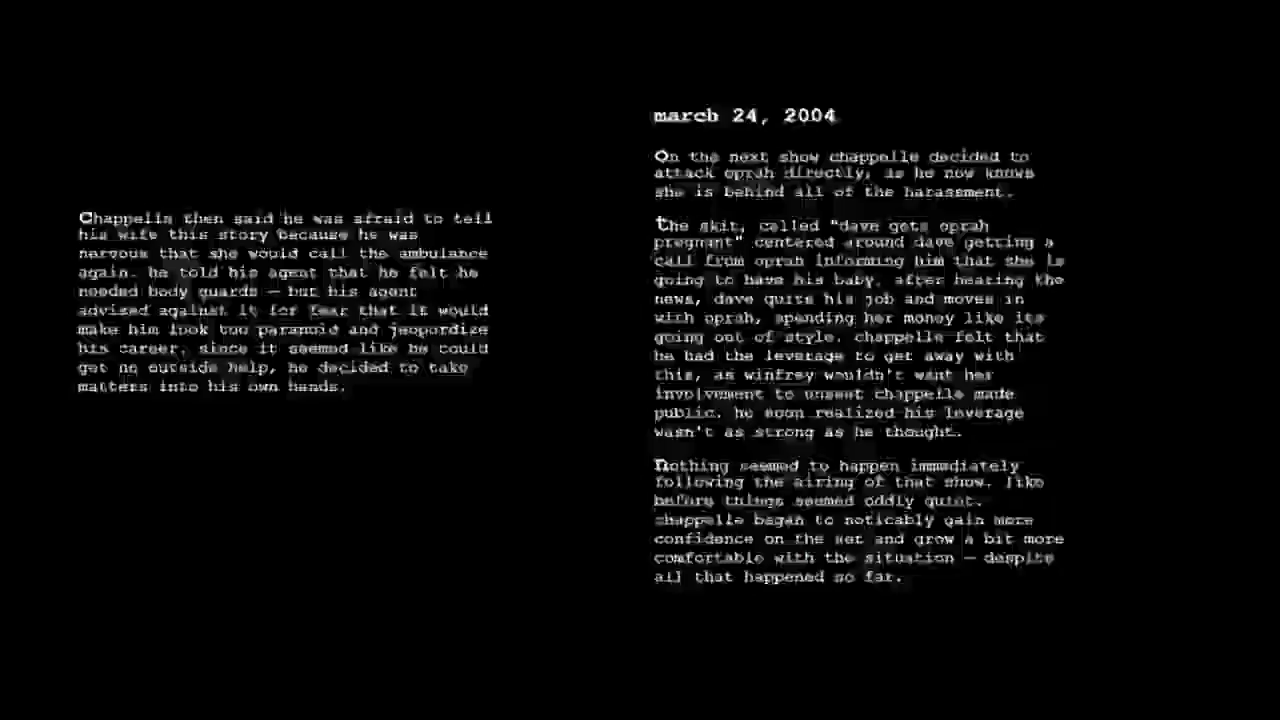 Chappelle then said he was afraid to tell
his wife this story because he was
nervous that she would call the ambulance
again. he told his agent that he felt he
needed body guards — but his agent
advised against it for fear that it would
make him look too paranoid and jeopordize
his career. since it seemed like he could
get no outside help, he decided to take
matters into his own hands.
march 24, 2004
On the next show chappelle decided to
attack oprah directly, as he now knows
she is behind all of the harassment.
the skit, called "dave gets oprah
pregnant" centered around dave getting a
call from oprah informing him that she is
going to have his baby. after hearing the
news, dave quits his job and moves in
with oprah, spending her money like its
going out of style. chappelle felt that
he had the leverage to get away with
this, as winfrey wouldn't want her
involvement to unseat chappelle made
public. he soon realized his leverage
wasn't as strong as he thought.
nothing seemed to happen immediately
following the airing of that show. like
before things seemed oddly quiet.
chappelle began to noticably gain more
confidence on the set and grow a bit more
comfortable with the situation — despite
all that happened so far.